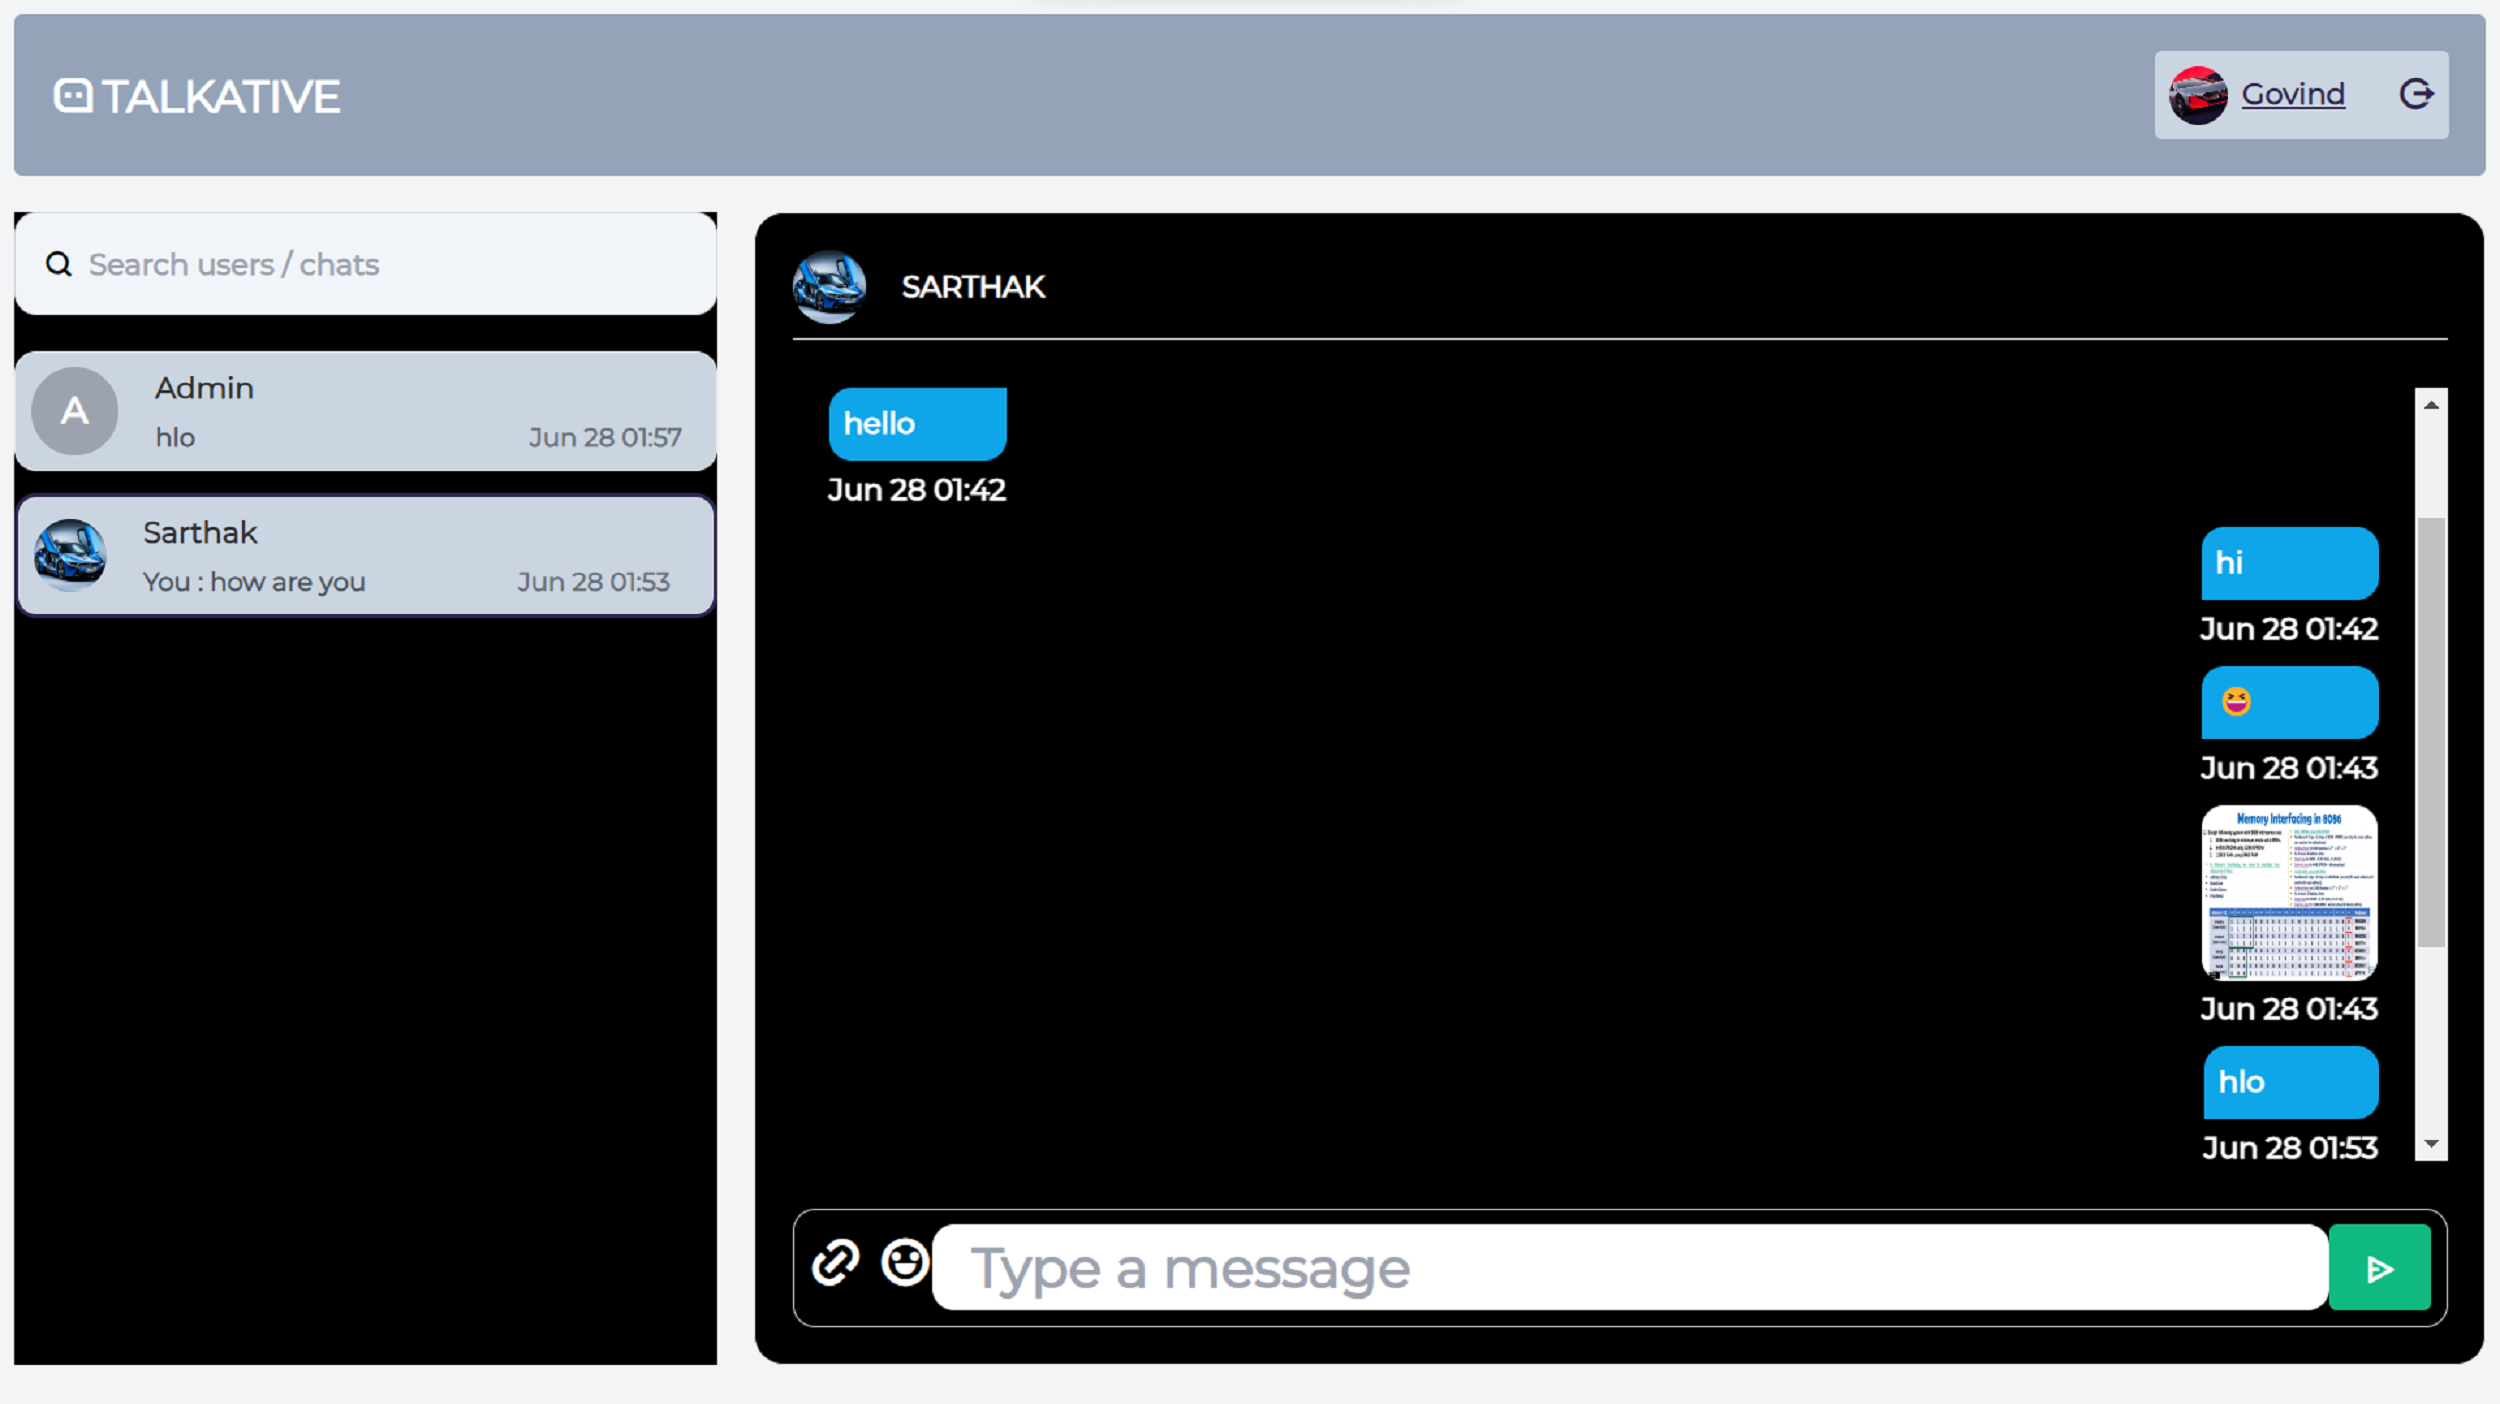 TALKATIVE
Govind
Search users / chats
A
Admin
hlo
Jun 28 01:57
Sarthak
You : how are you
Jun 28 01:53
SARTHAK
hello
Jun 28 01:42
hi
Jun 28 01:42
😆
Jun 28 01:43
Memory Interfacing in 8086
Jun 28 01:43
hlo
Jun 28 01:53
Type a message